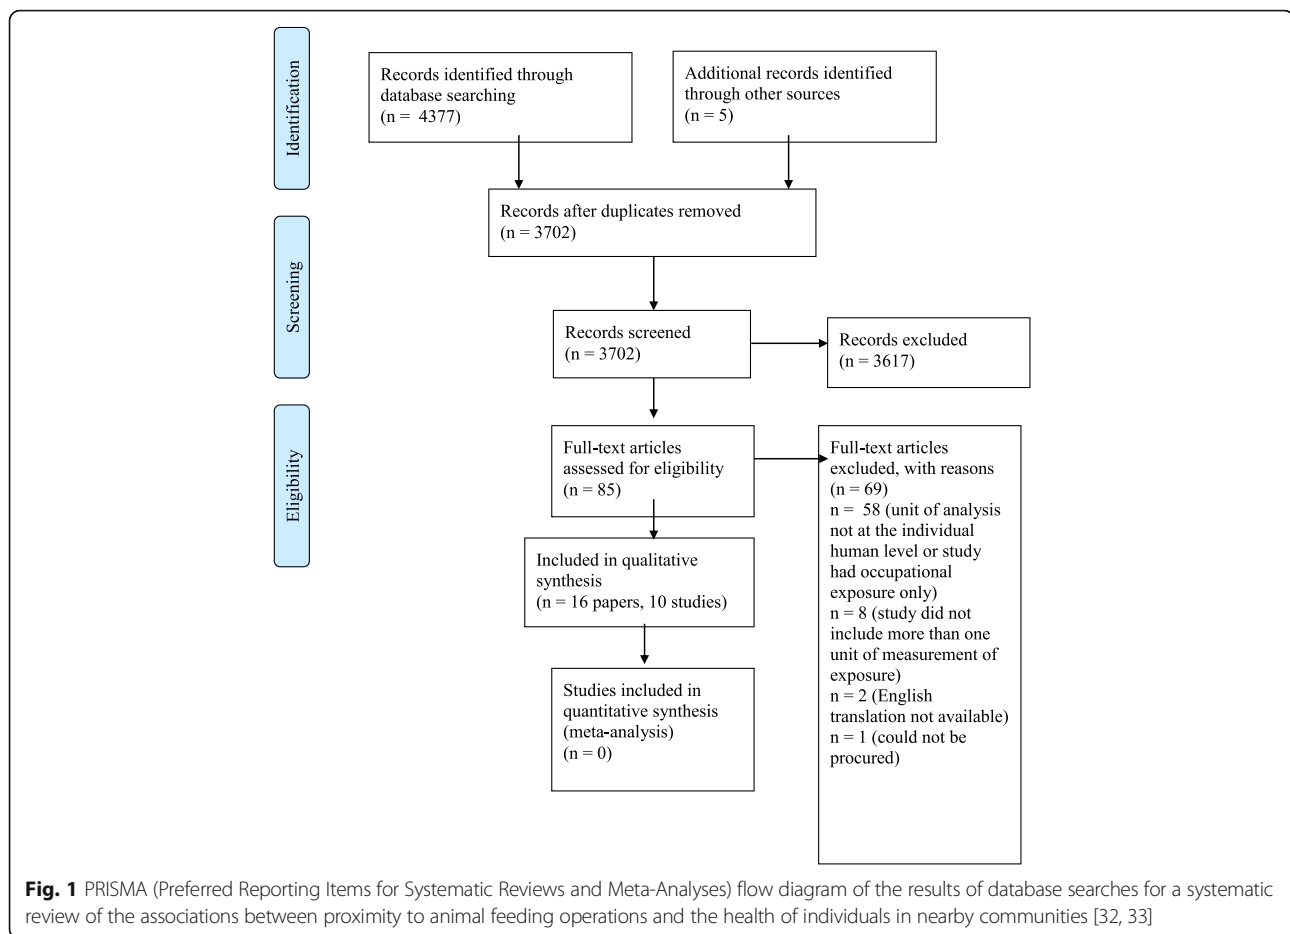 Identification
Records identified through
database searching
(n = 4377)
Additional records identified
through other sources
(n = 5)
Screening
Records after duplicates removed
(n = 3702)
Records screened
(n = 3702)
Records excluded
(n = 3617)
Eligibility
Full-text articles
assessed for eligibility
(n = 85)
Full-text articles
excluded, with reasons
(n = 69)
n = 58 (unit of analysis
not at the individual
human level or study
had occupational
exposure only)
n = 8 (study did not
include more than one
unit of measurement of
exposure)
n = 2 (English
translation not available)
n = 1 (could not be
procured)
Included in qualitative
synthesis
(n = 16 papers, 10 studies)
Studies included in
quantitative synthesis
(meta-analysis)
(n = 0)
Fig. 1 PRISMA (Preferred Reporting Items for Systematic Reviews and Meta-Analyses) flow diagram of the results of database searches for a systematic
review of the associations between proximity to animal feeding operations and the health of individuals in nearby communities [32, 33]